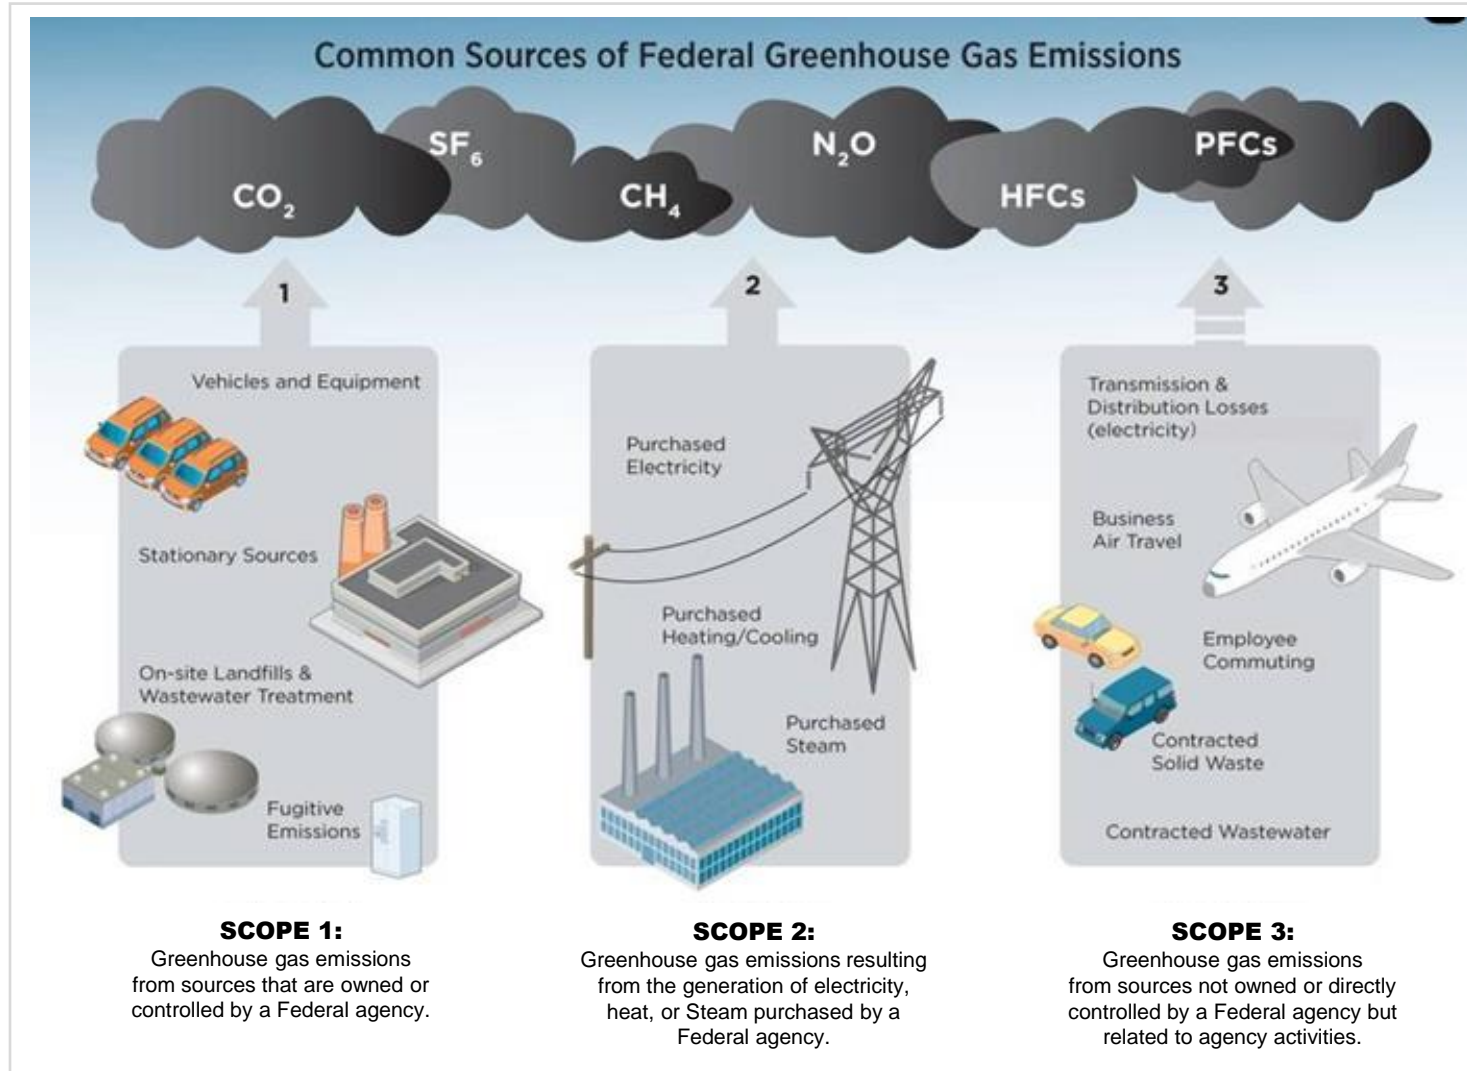 Common Sources of Federal Greenhouse Gas Emissions
CO₂
SF₆
CH₄
N₂O
HFCs
PFCs
1
2
3
Vehicles and Equipment
Stationary Sources
On-site Landfills &
Wastewater Treatment
Fugitive
Emissions
Purchased
Electricity
Purchased
Heating/Cooling
Purchased
Steam
Transmission &
Distribution Losses
(electricity)
Business
Air Travel
Employee
Commuting
Contracted
Solid Waste
Contracted Wastewater
SCOPE 1:
Greenhouse gas emissions
from sources that are owned or
controlled by a Federal agency.
SCOPE 2:
Greenhouse gas emissions resulting
from the generation of electricity,
heat, or Steam purchased by a
Federal agency.
SCOPE 3:
Greenhouse gas emissions
from sources not owned or directly
controlled by a Federal agency but
related to agency activities.